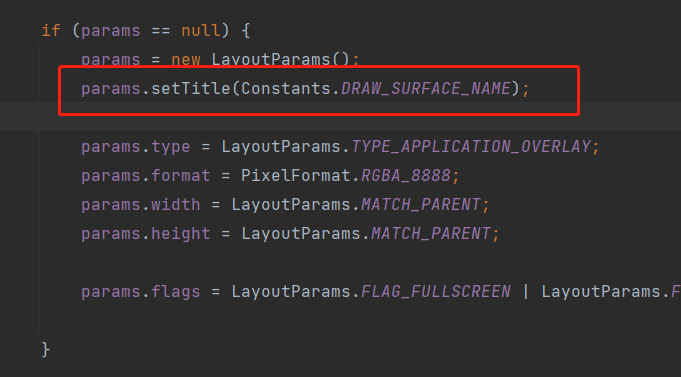 if (params == null) {
params = new LayoutParams();
params.setTitle(Constants.DRAW_SURFACE_NAME);
params.type = LayoutParams.TYPE_APPLICATION_OVERLAY;
params.format = PixelFormat.RGBA_8888;
params.width = LayoutParams.MATCH_PARENT;
params.height = LayoutParams.MATCH_PARENT;
params.flags = LayoutParams.FLAG_FULLSCREEN | LayoutParams.F
}